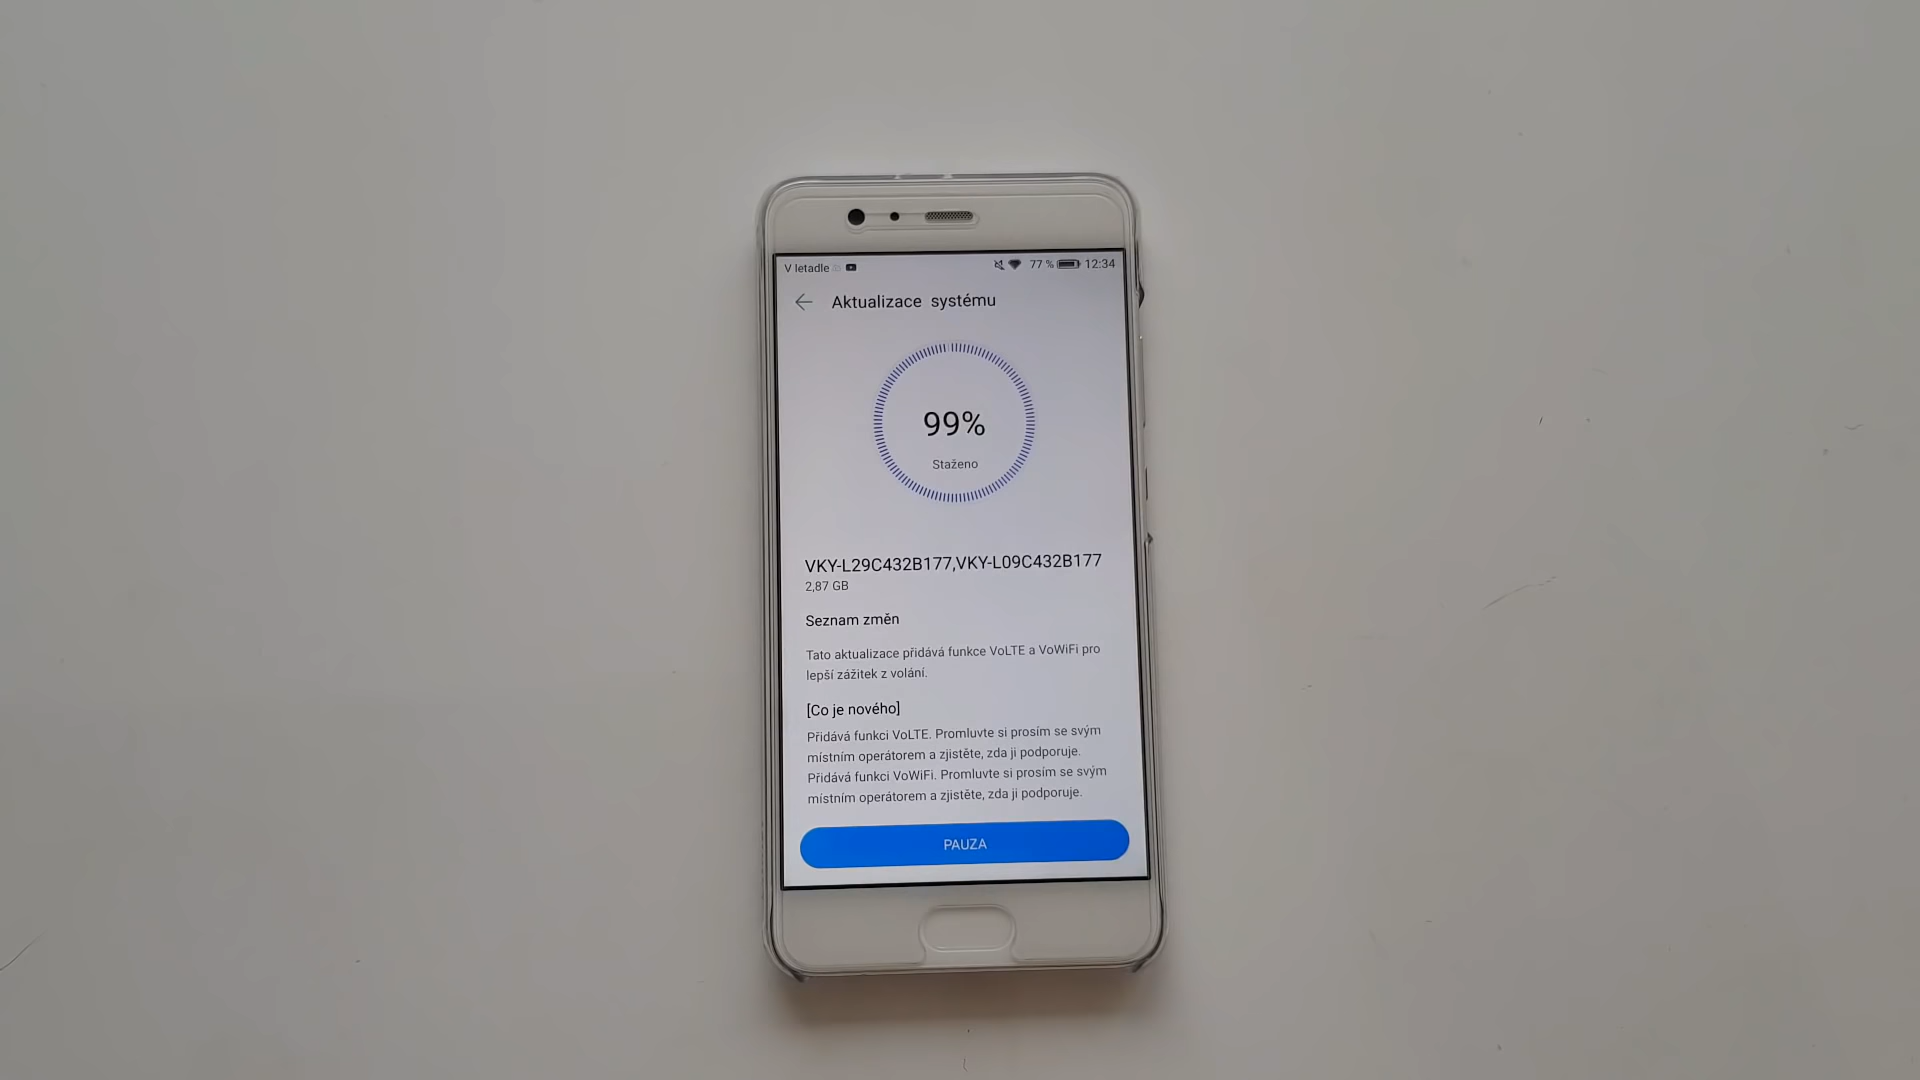 V letadle 77 % 12:34
Aktualizace systému
99%
Staženo
VKY-L29C432B177,VKY-L09C432B177
2,87 GB
Seznam změn
Tato aktualizace přidává funkce VoLTE a VoWiFi pro
lepší zážitek z volání.
[Co je nového]
Přidává funkci VoLTE. Promluvte si prosím se svým
místním operátorem a zjistěte, zda ji podporuje.
Přidává funkci VoWiFi. Promluvte si prosím se svým
místním operátorem a zjistěte, zda ji podporuje.
PAUZA